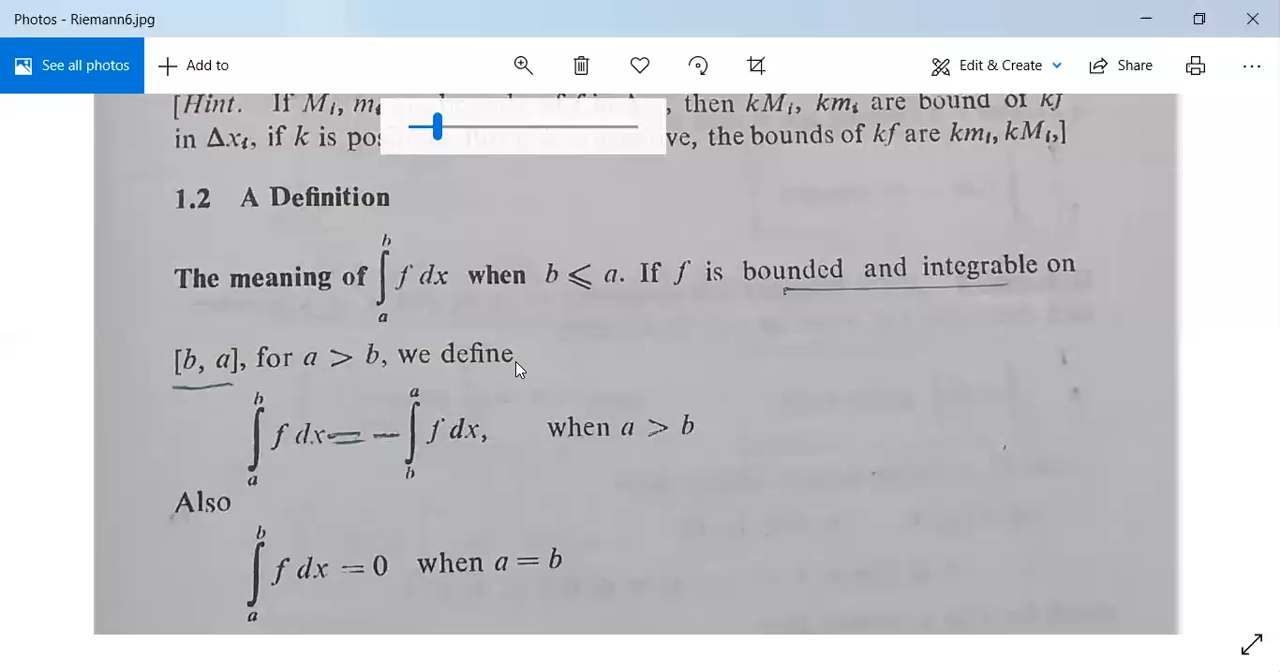 Photos - Riemann6.jpg
See all photos
Add to
Edit & Create
Share
[Hint. If Mᵢ, mᵢ , then kMᵢ, kmᵢ are bound of kf
in Δxᵢ, if k is ve, the bounds of kf are kmᵢ, kMᵢ,]
1.2 A Definition
The meaning of ∫ₐᵇ f dx when b ⩽ a. If f is bounded and integrable on
[b, a], for a > b, we define
∫ₐᵇ f dx = − ∫_b^a f dx, when a > b
Also
∫ₐᵇ f dx = 0 when a = b